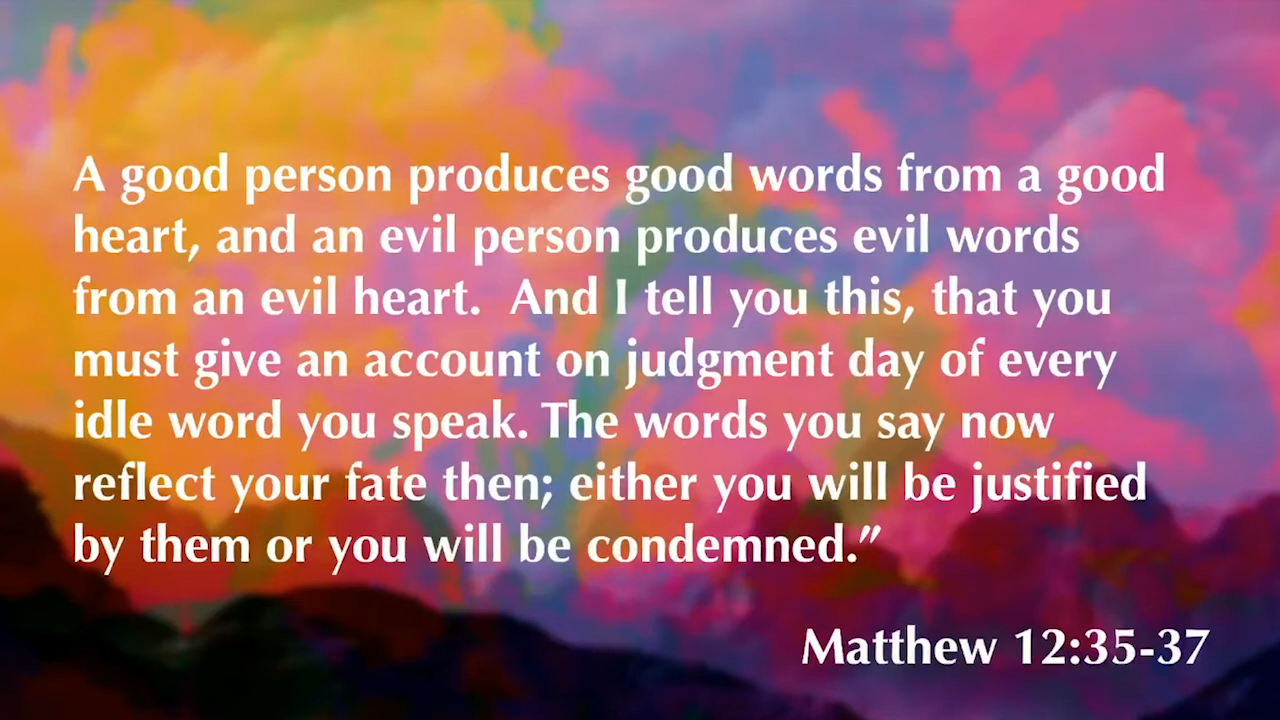 A good person produces good words from a good
heart, and an evil person produces evil words
from an evil heart.  And I tell you this, that you
must give an account on judgment day of every
idle word you speak. The words you say now
reflect your fate then; either you will be justified
by them or you will be condemned.”
Matthew 12:35-37